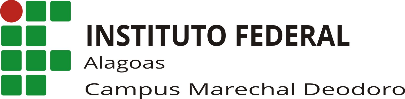 INSTITUTO FEDERAL
Alagoas
Campus Marechal Deodoro